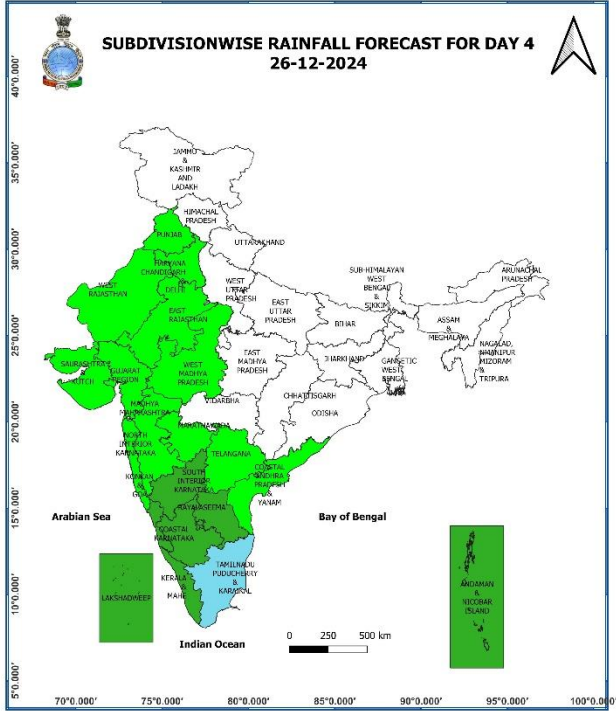 SUBDIVISIONWISE RAINFALL FORECAST FOR DAY 4
26-12-2024
JAMMO
&
KASHMIR
AND
LADAKH
HIMACHAL
PRADESH
PUNJAB
UTTARAKHAND
HARYANA
CHANDIGARH
DELHI
WEST
RAJASTHAN
WEST
UTTAR
PRADESH
EAST
UTTAR
PRADESH
SUB-HIMALAYAN
WEST
BENGAL
&
SIKKIM
ARUNACHAL
PRADESH
EAST
RAJASTHAN
BIHAR
ASSAM
&
MEGHALAYA
NAGALAD,
MANIPUR
MIZORAM
&
TRIPURA
SAURASHTRA
&
KUTCH
GUJARAT
REGION
WEST
MADHYA
PRADESH
EAST
MADHYA
PRADESH
JHARKHAND
GANGETIC
WEST
BENGAL
CHHATTISGARH
ODISHA
VIDARBHA
MADHYA
MAHARASHTRA
MARATHAWADA
NORTH
INTERIOR
KARNATAKA
TELANGANA
KONKAN
&
GOA
SOUTH
INTERIOR
KARNATAKA
COASTAL
ANDHRA
PRADESH
&
YANAM
RAYALSEEMA
COASTAL
KARNATAKA
Arabian Sea
Bay of Bengal
TAMILNADU
PUDUCHERRY
&
KARAIKAL
KERALA
&
MAHE
LAKSHADWEEP
ANDAMAN
&
NICOBAR
ISLAND
Indian Ocean
0 250 500 km
40°0.000'
35°0.000'
30°0.000'
25°0.000'
20°0.000'
15°0.000'
10°0.000'
5°0.000'
70°0.000' 75°0.000' 80°0.000' 85°0.000' 90°0.000' 95°0.000' 100°0.000'